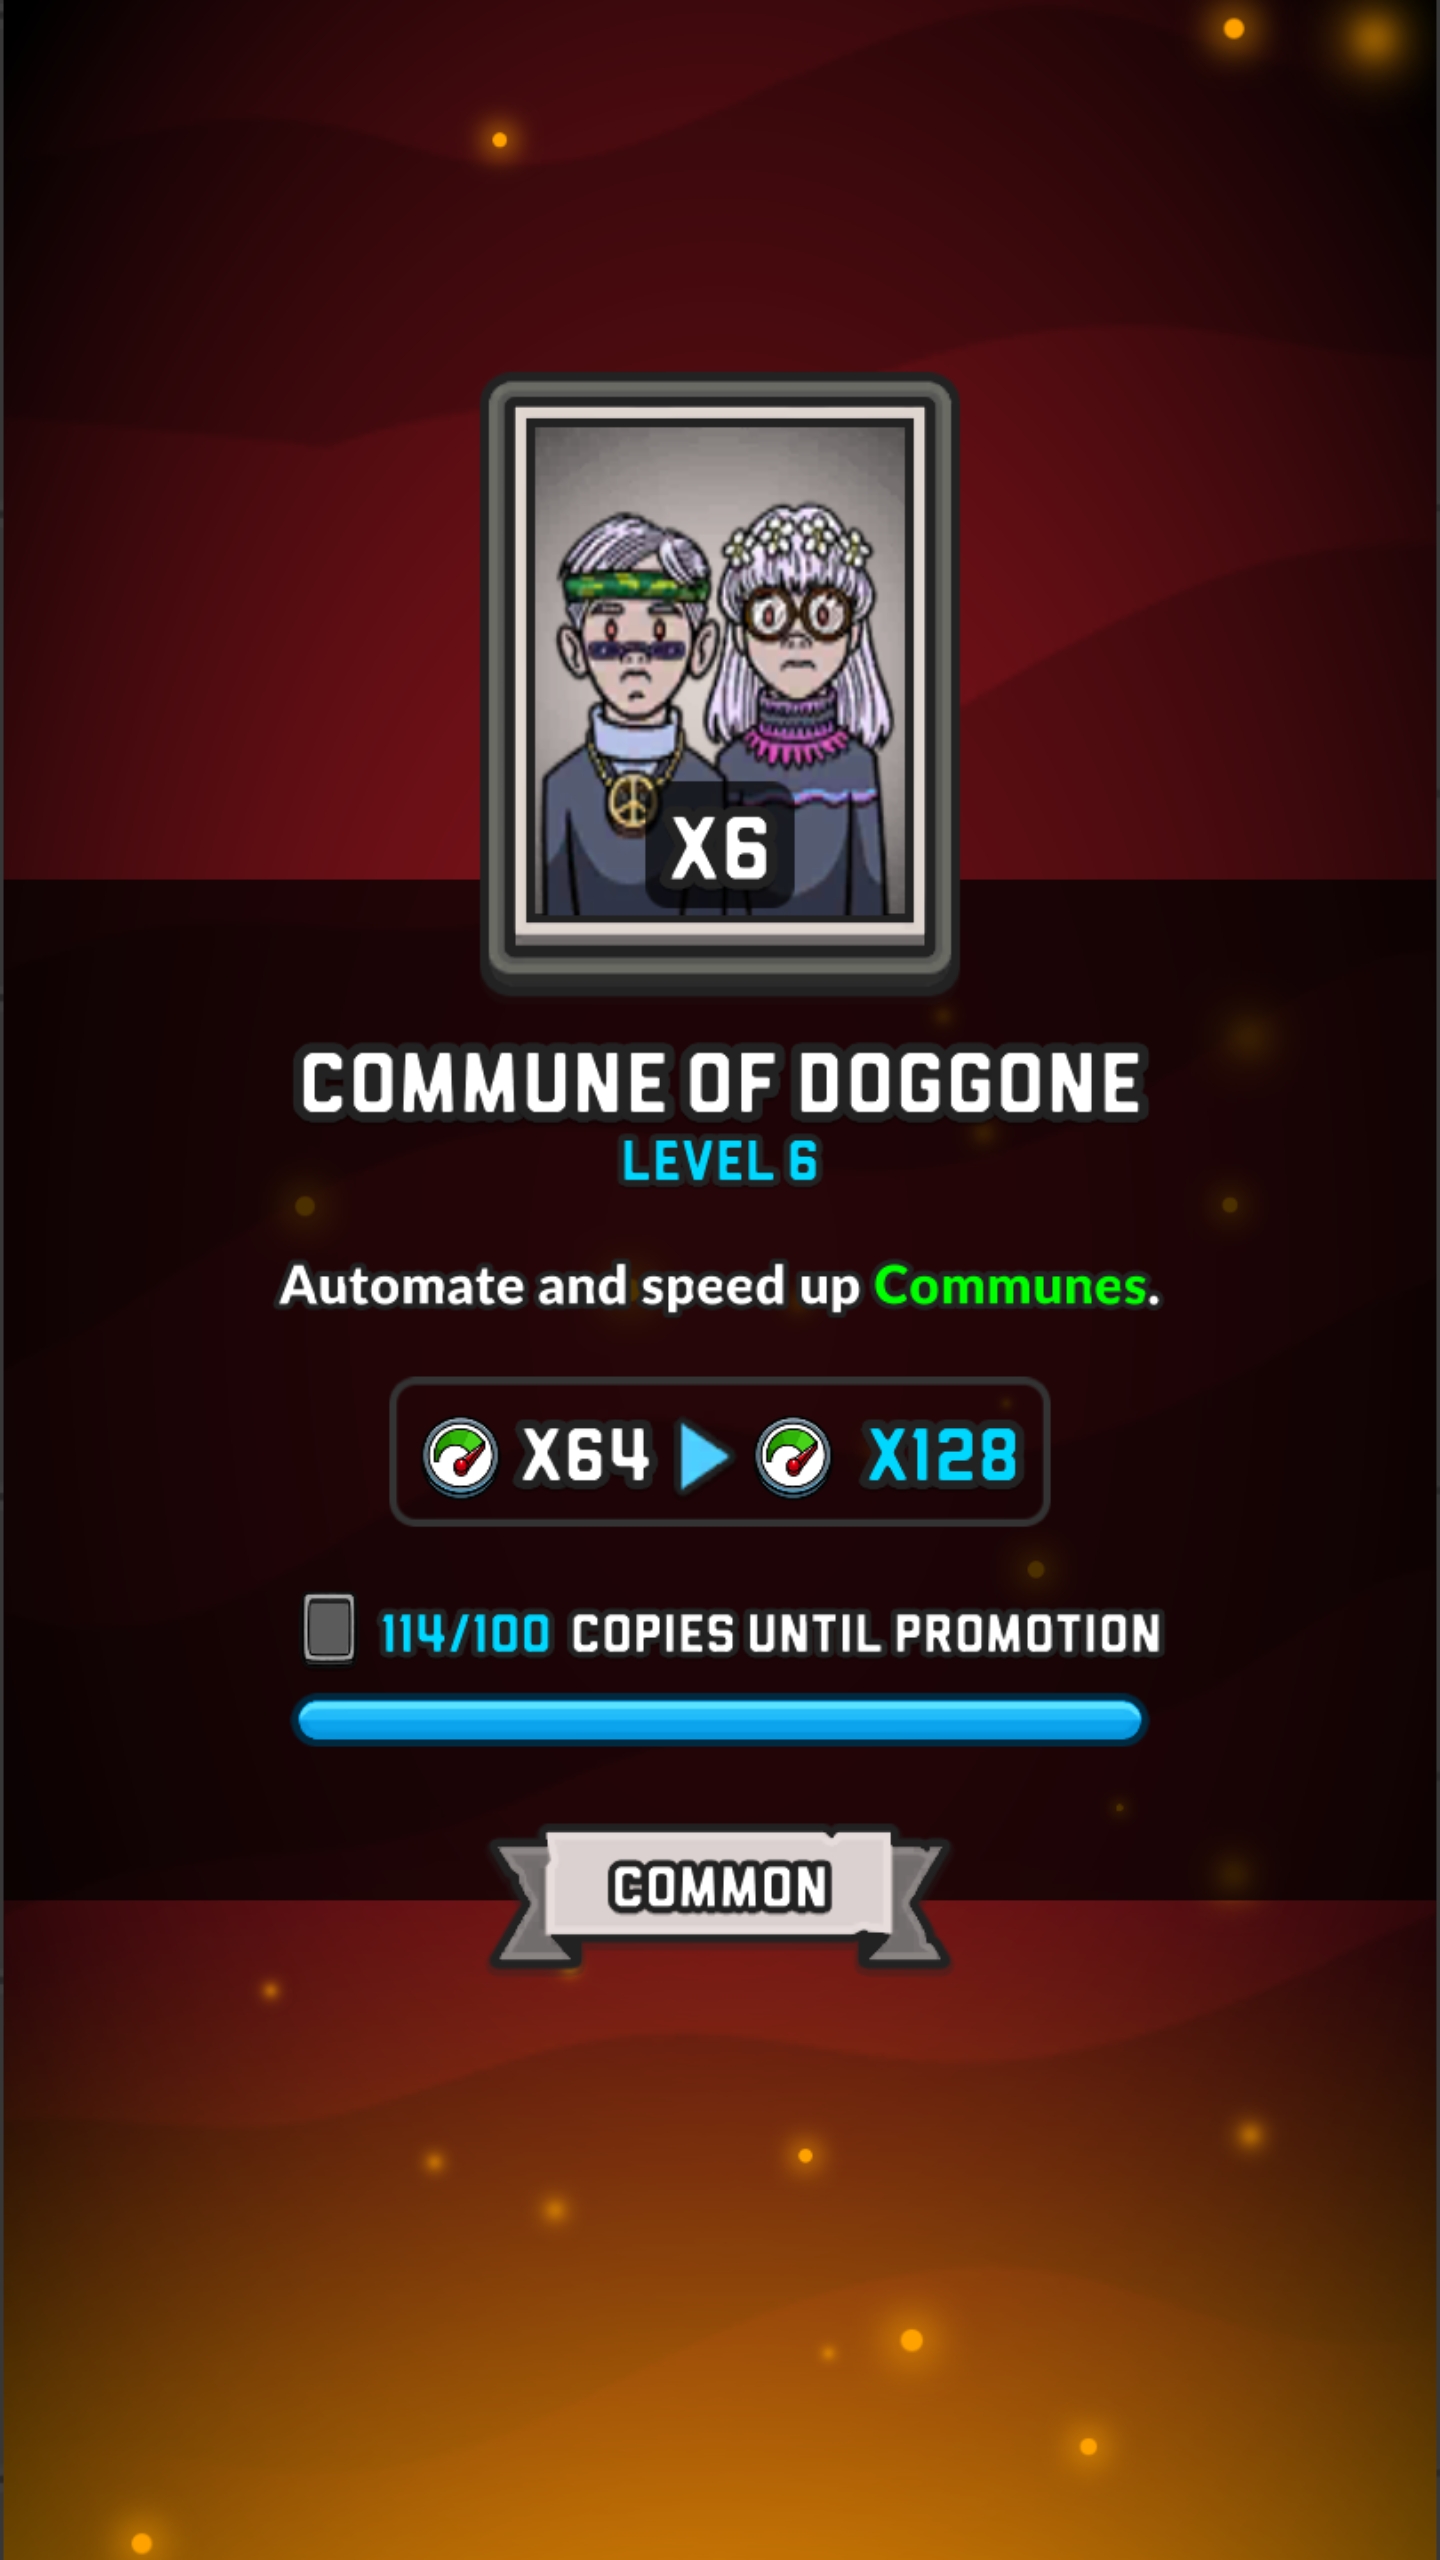 X6
COMMUNE OF DOGGONE
LEVEL 6
Automate and speed up Communes.
X64 X128
114/100 COPIES UNTIL PROMOTION
COMMON